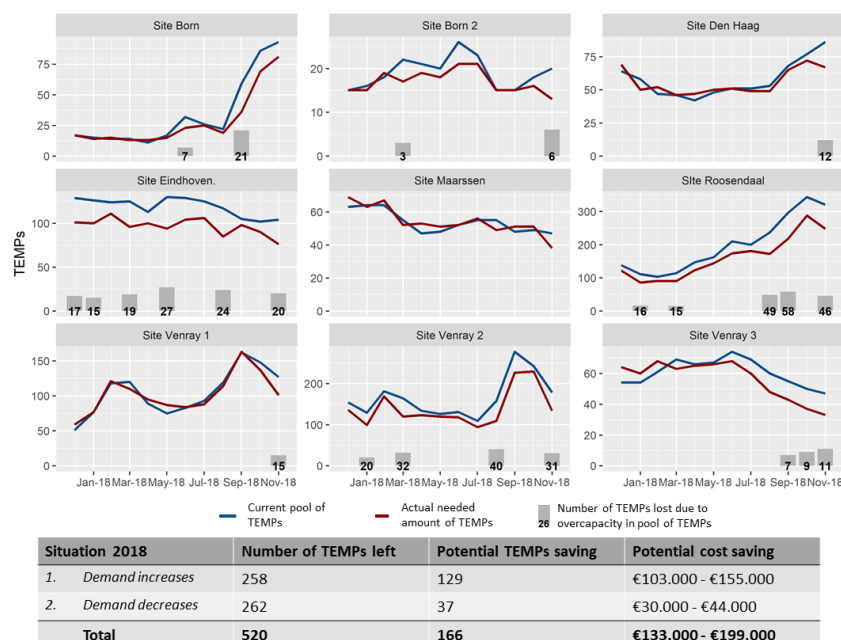 Site Born
Site Born 2
Site Den Haag
75
50
25
0
7
21
20
10
0
3
6
75
50
25
0
12
Site Eindhoven.
Site Maarssen
SIte Roosendaal
TEMPs
100
50
0
17 15 19 27 24 20
60
40
20
0
300
200
100
0
16 15 49 58 46
Site Venray 1
Site Venray 2
Site Venray 3
150
100
50
0
15
200
100
0
20 32 40 31
60
40
20
0
7 9 11
Jan-18 Mar-18 May-18 Jul-18 Sep-18 Nov-18
Jan-18 Mar-18 May-18 Jul-18 Sep-18 Nov-18
Jan-18 Mar-18 May-18 Jul-18 Sep-18 Nov-18
Current pool of
TEMPs
Actual needed
amount of TEMPs
26
Number of TEMPs lost due to
overcapacity in pool of TEMPs
Situation 2018 Number of TEMPs left Potential TEMPs saving Potential cost saving
1. Demand increases 258 129 €103.000 - €155.000
2. Demand decreases 262 37 €30.000 - €44.000
Total 520 166 €133.000 - €199.000